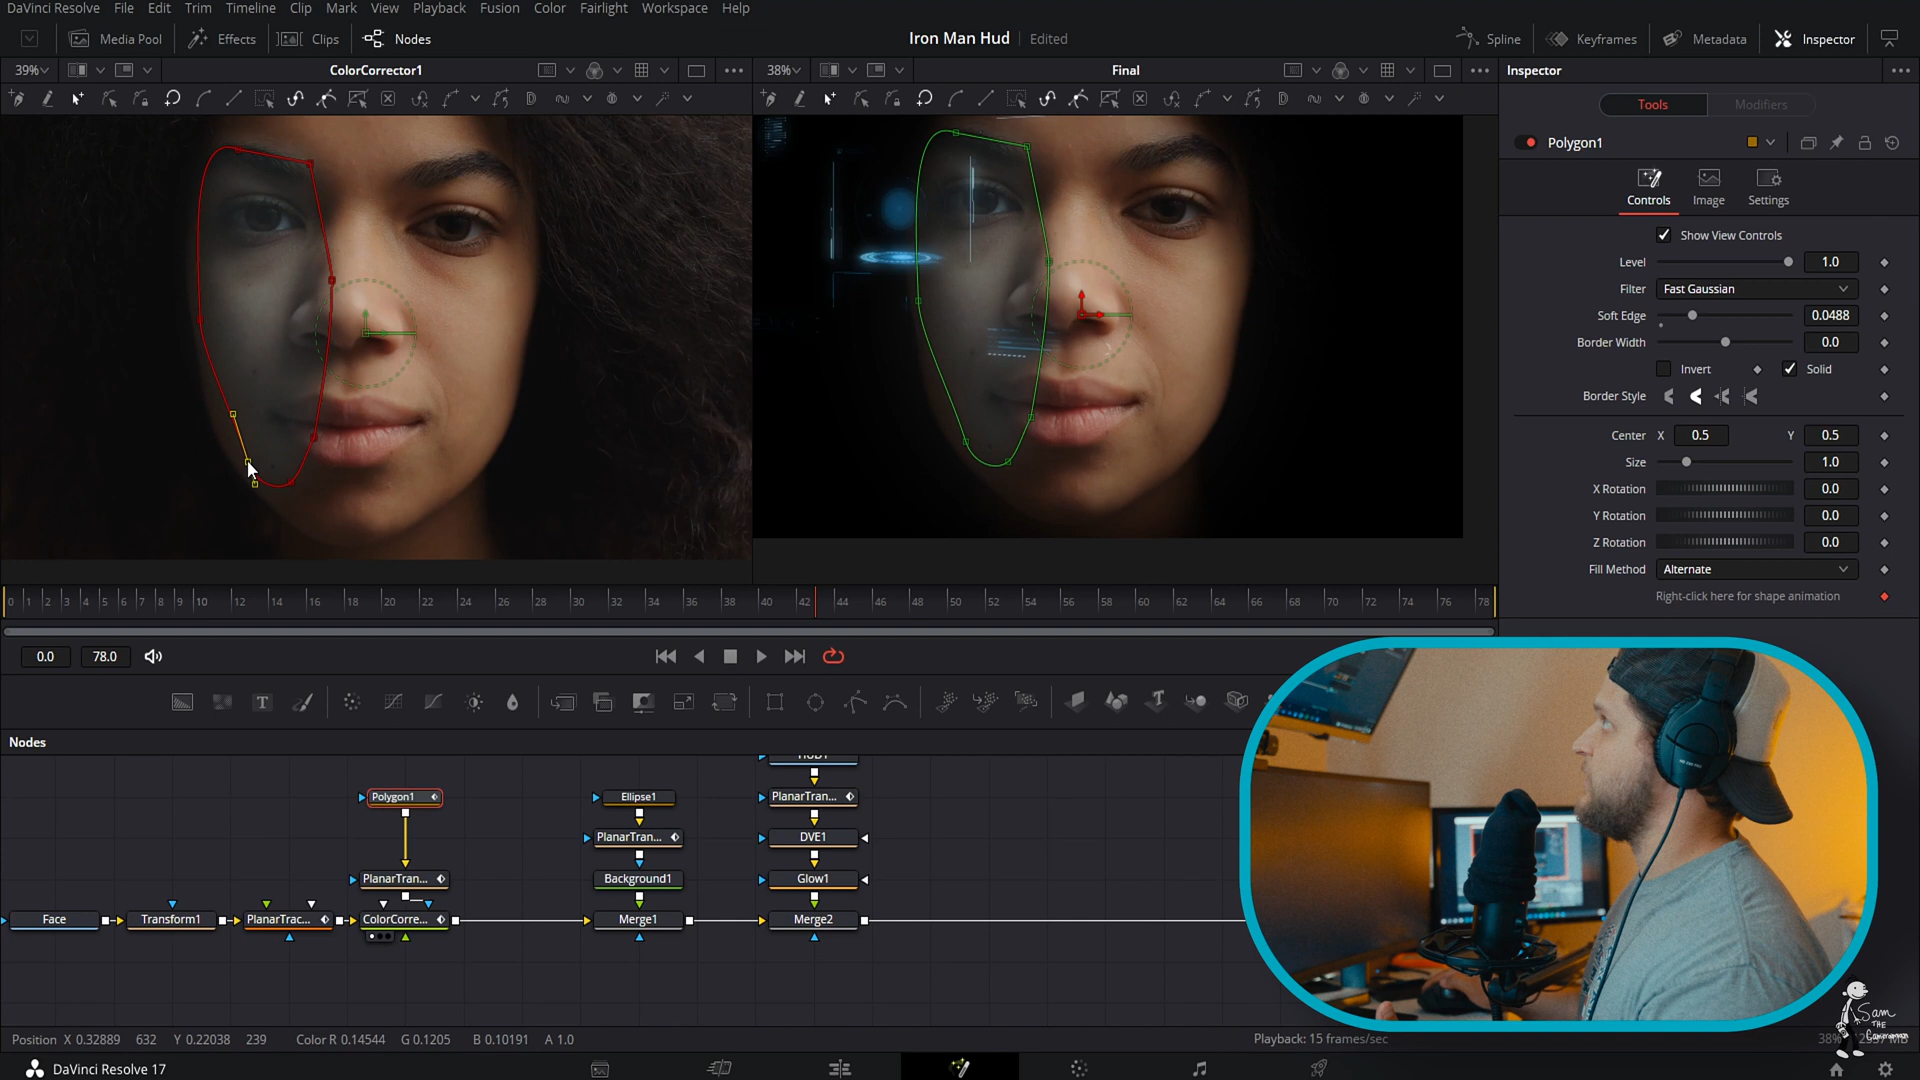 DaVinci Resolve File Edit Trim Timeline Clip Mark View Playback Fusion Color Fairlight Workspace Help
Media Pool Effects Clips Nodes Iron Man Hud Edited Spline Keyframes Metadata Inspector
39% ColorCorrector1 38% Final Inspector
Tools Modifiers
Polygon1
Controls Image Settings
Show View Controls
Level 1.0
Filter Fast Gaussian
Soft Edge 0.0488
Border Width 0.0
Invert Solid
Border Style
Center X 0.5 Y 0.5
Size 1.0
X Rotation 0.0
Y Rotation 0.0
Z Rotation 0.0
Fill Method Alternate
Right-click here for shape animation
0 1 2 3 4 5 6 7 8 9 10 12 14 16 18 20 22 24 26 28 30 32 34 36 38 40 42 44 46 48 50 52 54 56 58 60 62 64 66 68 70 72 74 76 78
0.0 78.0
T T
Nodes
Polygon1 Ellipse1 PlanarTran...
PlanarTran... DVE1
PlanarTran... Background1 Glow1
Face Transform1 PlanarTrac... ColorCorre... Merge1 Merge2
Position X 0.32889 632 Y 0.22038 239 Color R 0.14544 G 0.1205 B 0.10191 A 1.0 Playback: 15 frames/sec 38%
Sam
THE
Cameraman
DaVinci Resolve 17